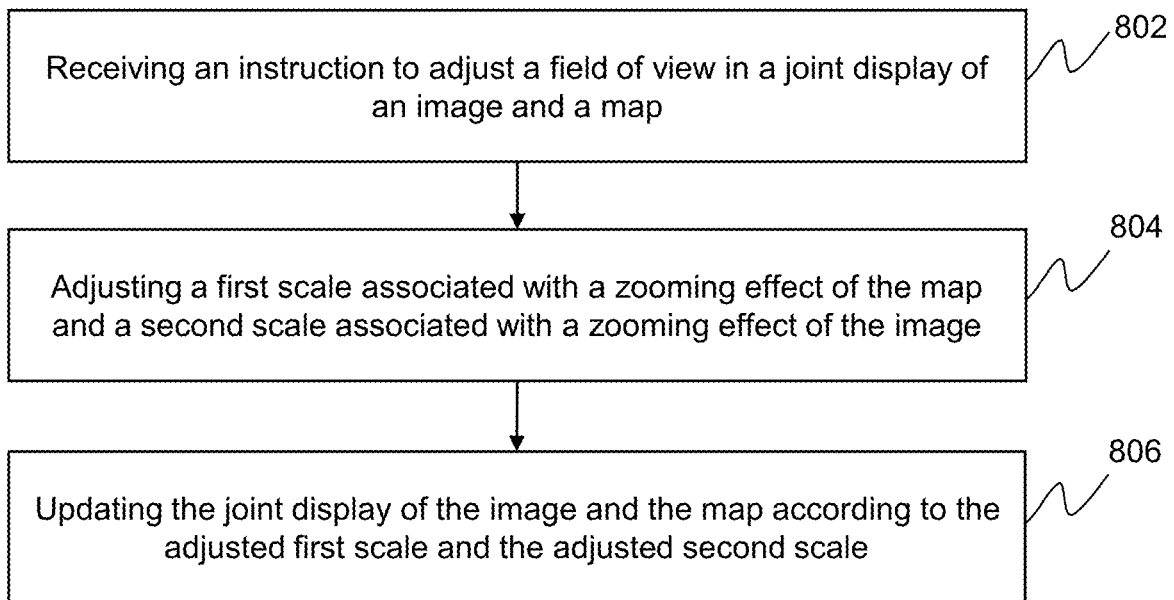 802
Receiving an instruction to adjust a field of view in a joint display of
an image and a map
804
Adjusting a first scale associated with a zooming effect of the map
and a second scale associated with a zooming effect of the image
806
Updating the joint display of the image and the map according to the
adjusted first scale and the adjusted second scale